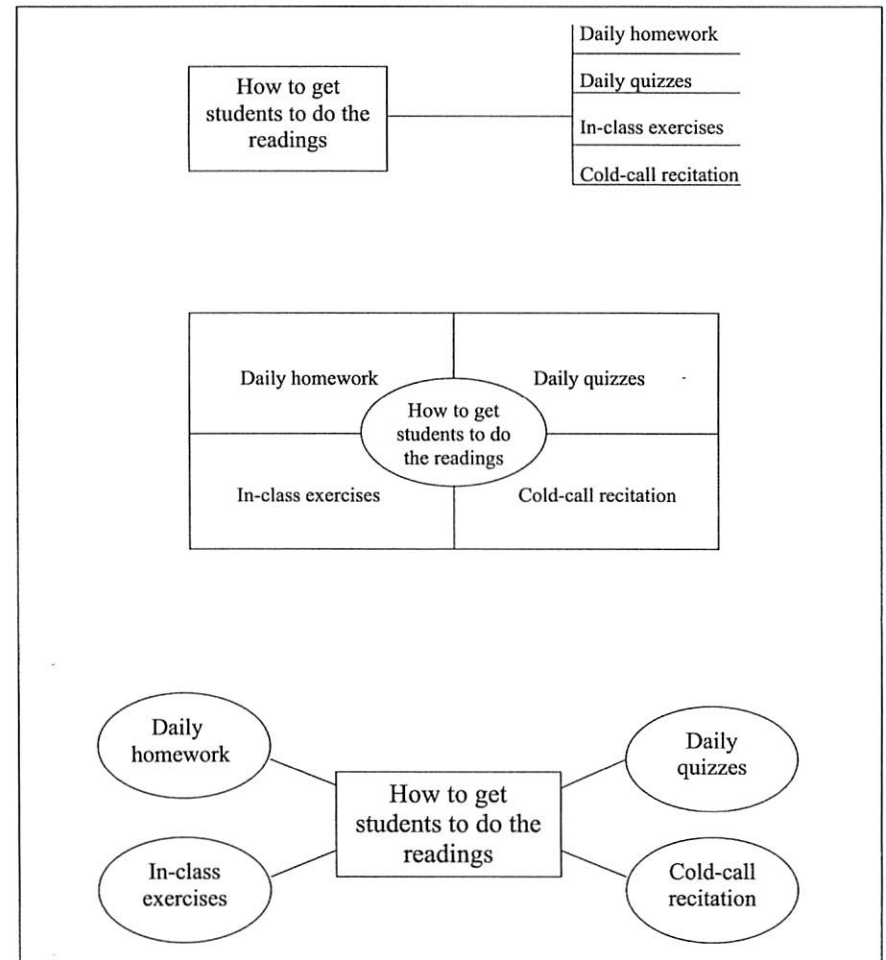 Daily homework
How to get
students to do the
readings
Daily quizzes
In-class exercises
Cold-call recitation
Daily homework
Daily quizzes
How to get
students to do
the readings
In-class exercises
Cold-call recitation
Daily
homework
Daily
quizzes
How to get
students to do the
readings
In-class
exercises
Cold-call
recitation